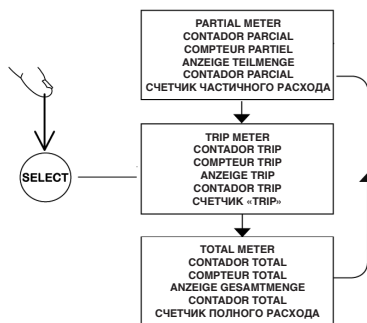 PARTIAL METER
CONTADOR PARCIAL
COMPTEUR PARTIEL
ANZEIGE TEILMENGE
CONTADOR PARCIAL
СЧЕТЧИК ЧАСТИЧНОГО РАСХОДА
SELECT
TRIP METER
CONTADOR TRIP
COMPTEUR TRIP
ANZEIGE TRIP
CONTADOR TRIP
СЧЕТЧИК «TRIP»
TOTAL METER
CONTADOR TOTAL
COMPTEUR TOTAL
ANZEIGE GESAMTMENGE
CONTADOR TOTAL
СЧЕТЧИК ПОЛНОГО РАСХОДА